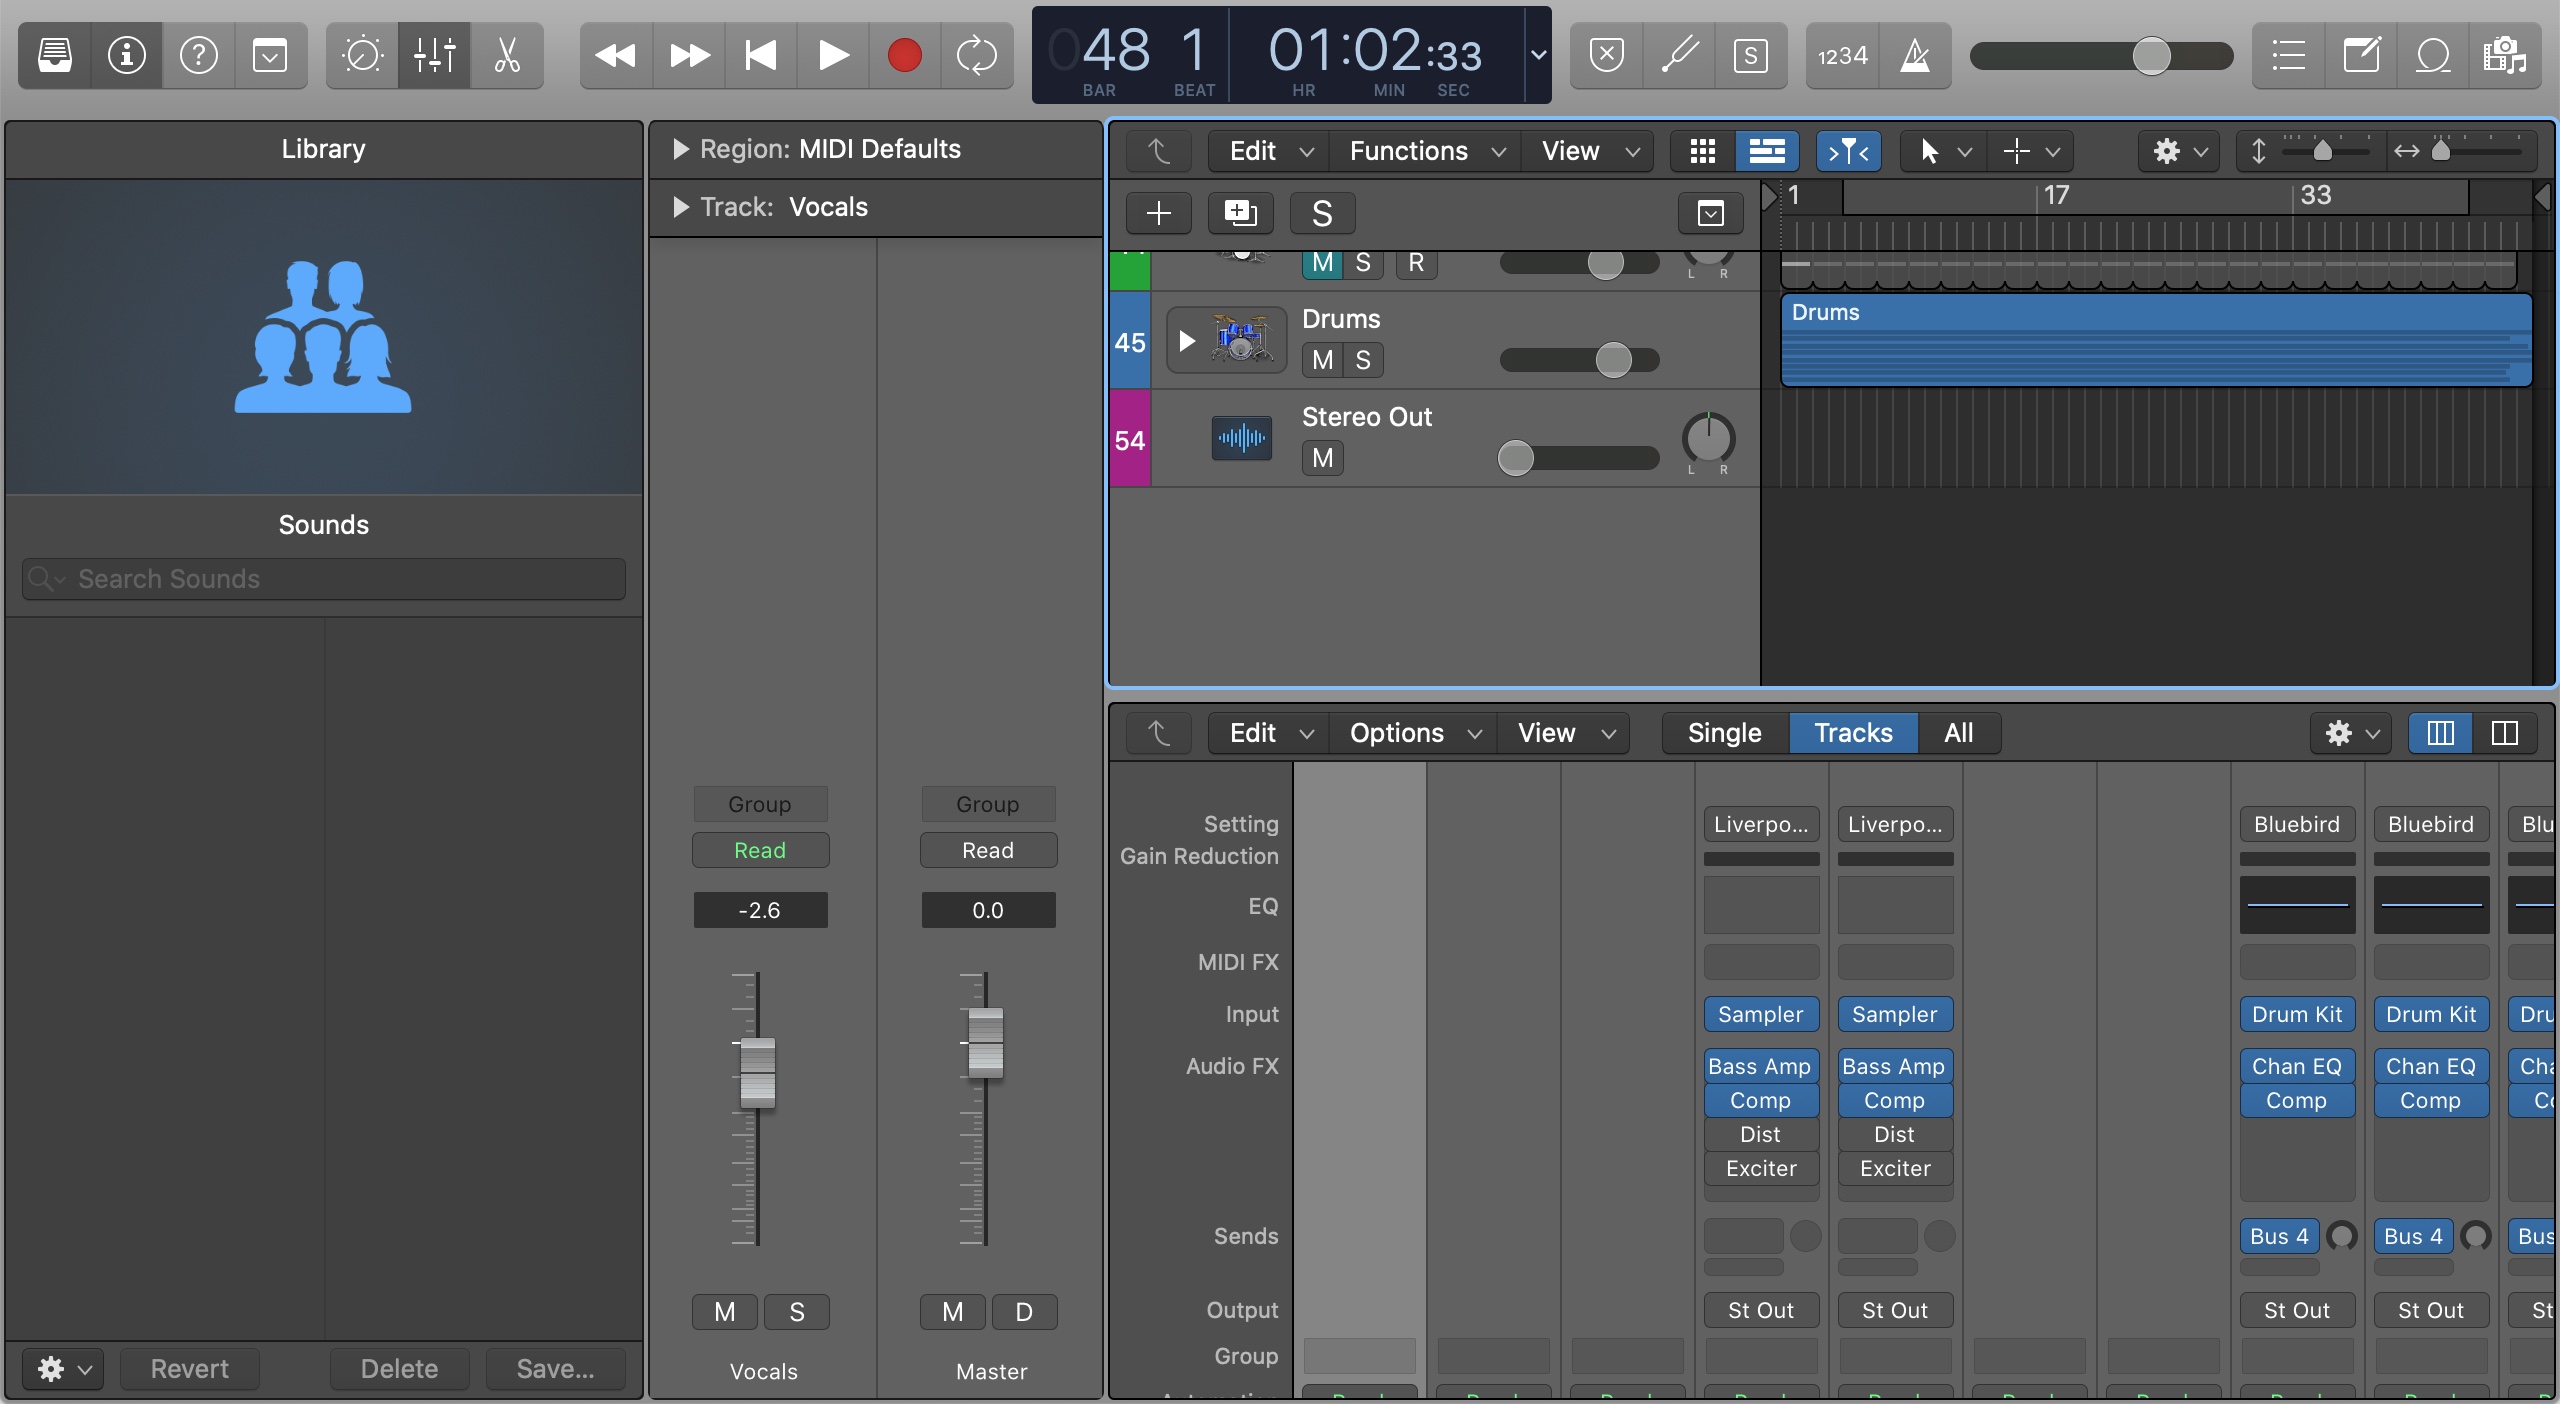 048 1 01:02:33
BAR BEAT HR MIN SEC
S
1234
Library
Sounds
Search Sounds
Revert Delete Save...
Region: MIDI Defaults
Track: Vocals
Group Group
Read Read
-2.6 0.0
M S M D
Vocals Master
Edit Functions View
S
1 17 33
M S R
L R
45 Drums
M S
Drums
54 Stereo Out
M
L R
Edit Options View Single Tracks All
Setting Liverpo... Liverpo... Bluebird Bluebird Blu
Gain Reduction
EQ
MIDI FX
Input Sampler Sampler Drum Kit Drum Kit Dru
Audio FX Bass Amp Bass Amp Chan EQ Chan EQ Cha
Comp Comp Comp Comp Co
Dist Dist
Exciter Exciter
Sends Bus 4 Bus 4 Bus
Output St Out St Out St Out St Out St
Group